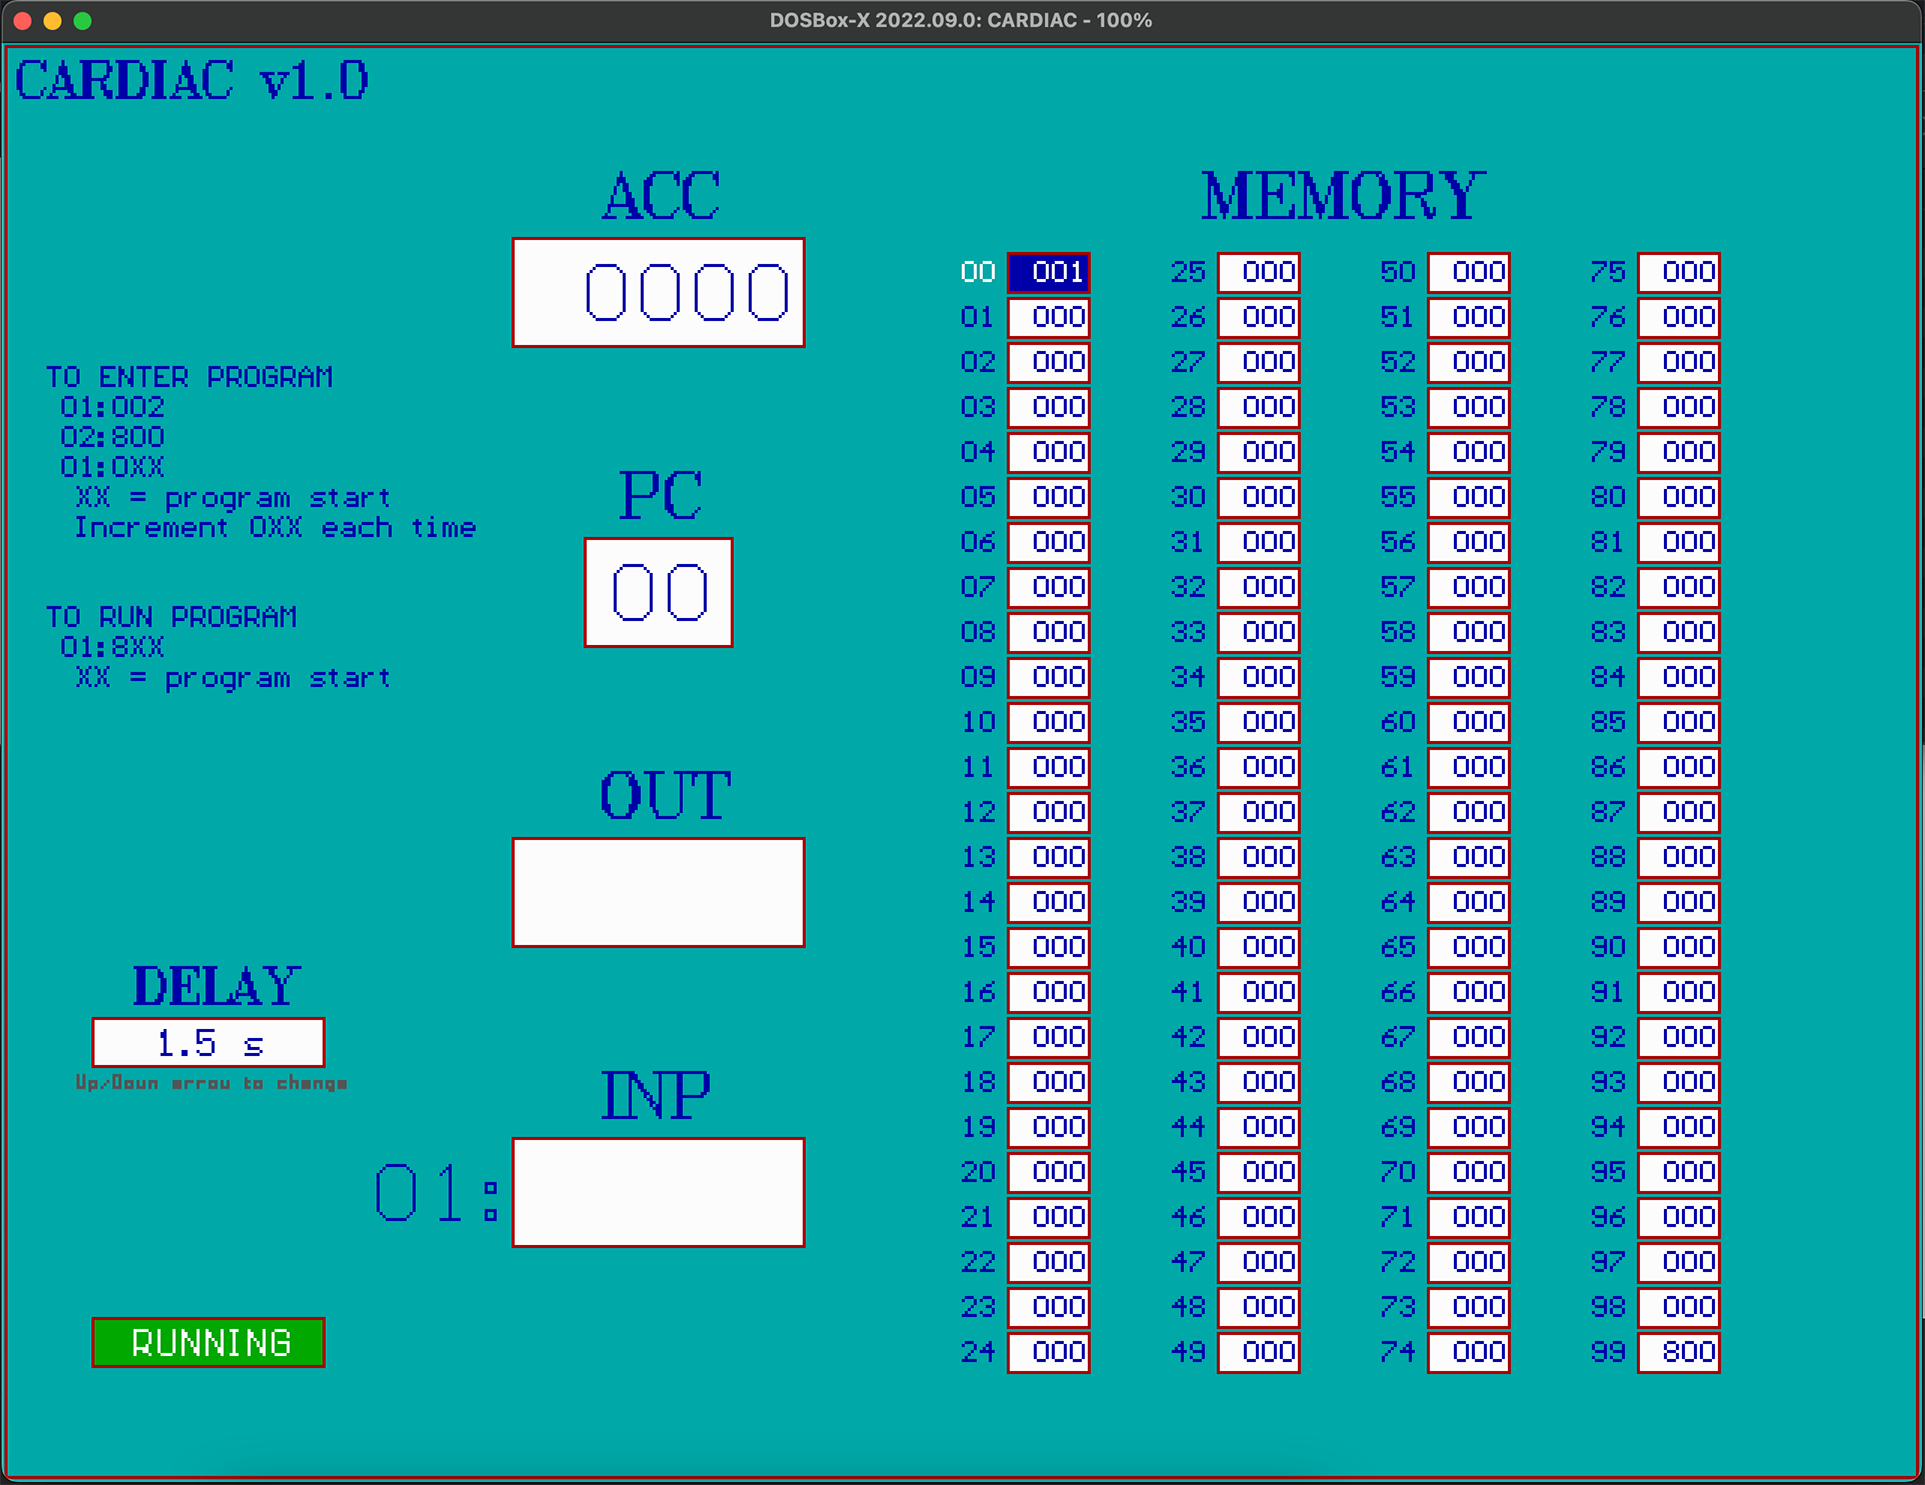 DOSBox-X 2022.09.0: CARDIAC - 100%
CARDIAC v1.0
ACC
0000
TO ENTER PROGRAM
01:002
02:800
01:0XX
XX = program start
Increment 0XX each time
TO RUN PROGRAM
01:8XX
XX = program start
PC
00
OUT
DELAY
1.5 s
Up/Down arrow to change
INP
01:
RUNNING
MEMORY
00 001 25 000 50 000 75 000
01 000 26 000 51 000 76 000
02 000 27 000 52 000 77 000
03 000 28 000 53 000 78 000
04 000 29 000 54 000 79 000
05 000 30 000 55 000 80 000
06 000 31 000 56 000 81 000
07 000 32 000 57 000 82 000
08 000 33 000 58 000 83 000
09 000 34 000 59 000 84 000
10 000 35 000 60 000 85 000
11 000 36 000 61 000 86 000
12 000 37 000 62 000 87 000
13 000 38 000 63 000 88 000
14 000 39 000 64 000 89 000
15 000 40 000 65 000 90 000
16 000 41 000 66 000 91 000
17 000 42 000 67 000 92 000
18 000 43 000 68 000 93 000
19 000 44 000 69 000 94 000
20 000 45 000 70 000 95 000
21 000 46 000 71 000 96 000
22 000 47 000 72 000 97 000
23 000 48 000 73 000 98 000
24 000 49 000 74 000 99 800